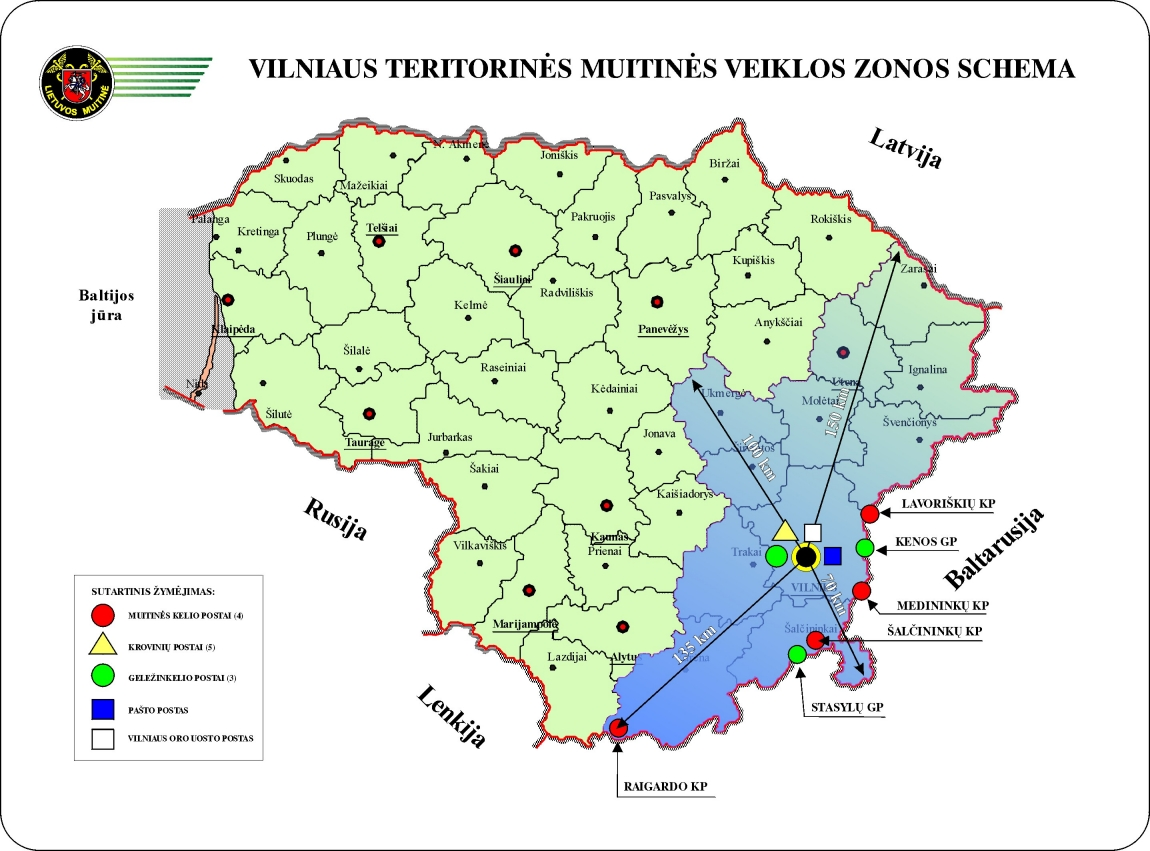 VILNIAUS TERITORINĖS MUITINĖS VEIKLOS ZONOS SCHEMA
LIETUVOS MUITINĖ
Latvija
N. Akmenė
Joniškis
Biržai
Skuodas
Mažeikiai
Pasvalys
Palanga
Kretinga
Plungė
Telšiai
Pakruojis
Rokiškis
Kupiškis
Zarasai
Šiauliai
Radviliškis
Baltijos
jūra
Klaipėda
Kelmė
Panevėžys
Anykščiai
Šilalė
Raseiniai
Ignalina
Utena
Nida
Kėdainiai
Ukmergė
Molėtai
150 km
Šilutė
Tauragė
Jurbarkas
Jonava
Švenčionys
Širvintos
100 km
Šakiai
Kaišiadorys
LAVORIŠKIŲ KP
Rusija
Kaunas
Prienai
Vilkaviškis
Trakai
KENOS GP
Baltarusija
VILNIUS
70 km
MEDININKŲ KP
Marijampolė
Šalčininkai
ŠALČININKŲ KP
135 km
Lazdijai
Alytus
STASYLŲ GP
Lenkija
RAIGARDO KP
SUTARTINIS ŽYMĖJIMAS:
MUITINĖS KELIO POSTAI (4)
KROVINIŲ POSTAI (5)
GELEŽINKELIO POSTAI (3)
PAŠTO POSTAS
VILNIAUS ORO UOSTO POSTAS